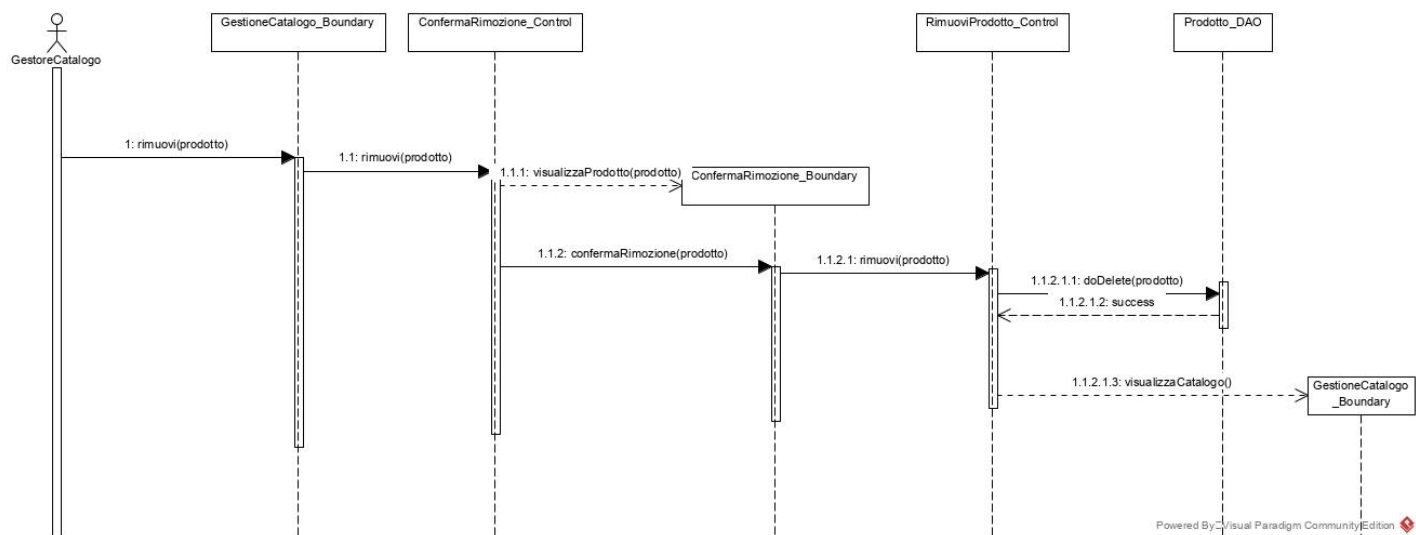 GestoreCatalogo
GestioneCatalogo_Boundary
ConfermaRimozione_Control
RimuoviProdotto_Control
Prodotto_DAO
1: rimuovi(prodotto)
1.1: rimuovi(prodotto)
1.1.1: visualizzaProdotto(prodotto)
ConfermaRimozione_Boundary
1.1.2: confermaRimozione(prodotto)
1.1.2.1: rimuovi(prodotto)
1.1.2.1.1: doDelete(prodotto)
1.1.2.1.2: success
1.1.2.1.3: visualizzaCatalogo()
GestioneCatalogo
_Boundary
Powered By Visual Paradigm Community Edition